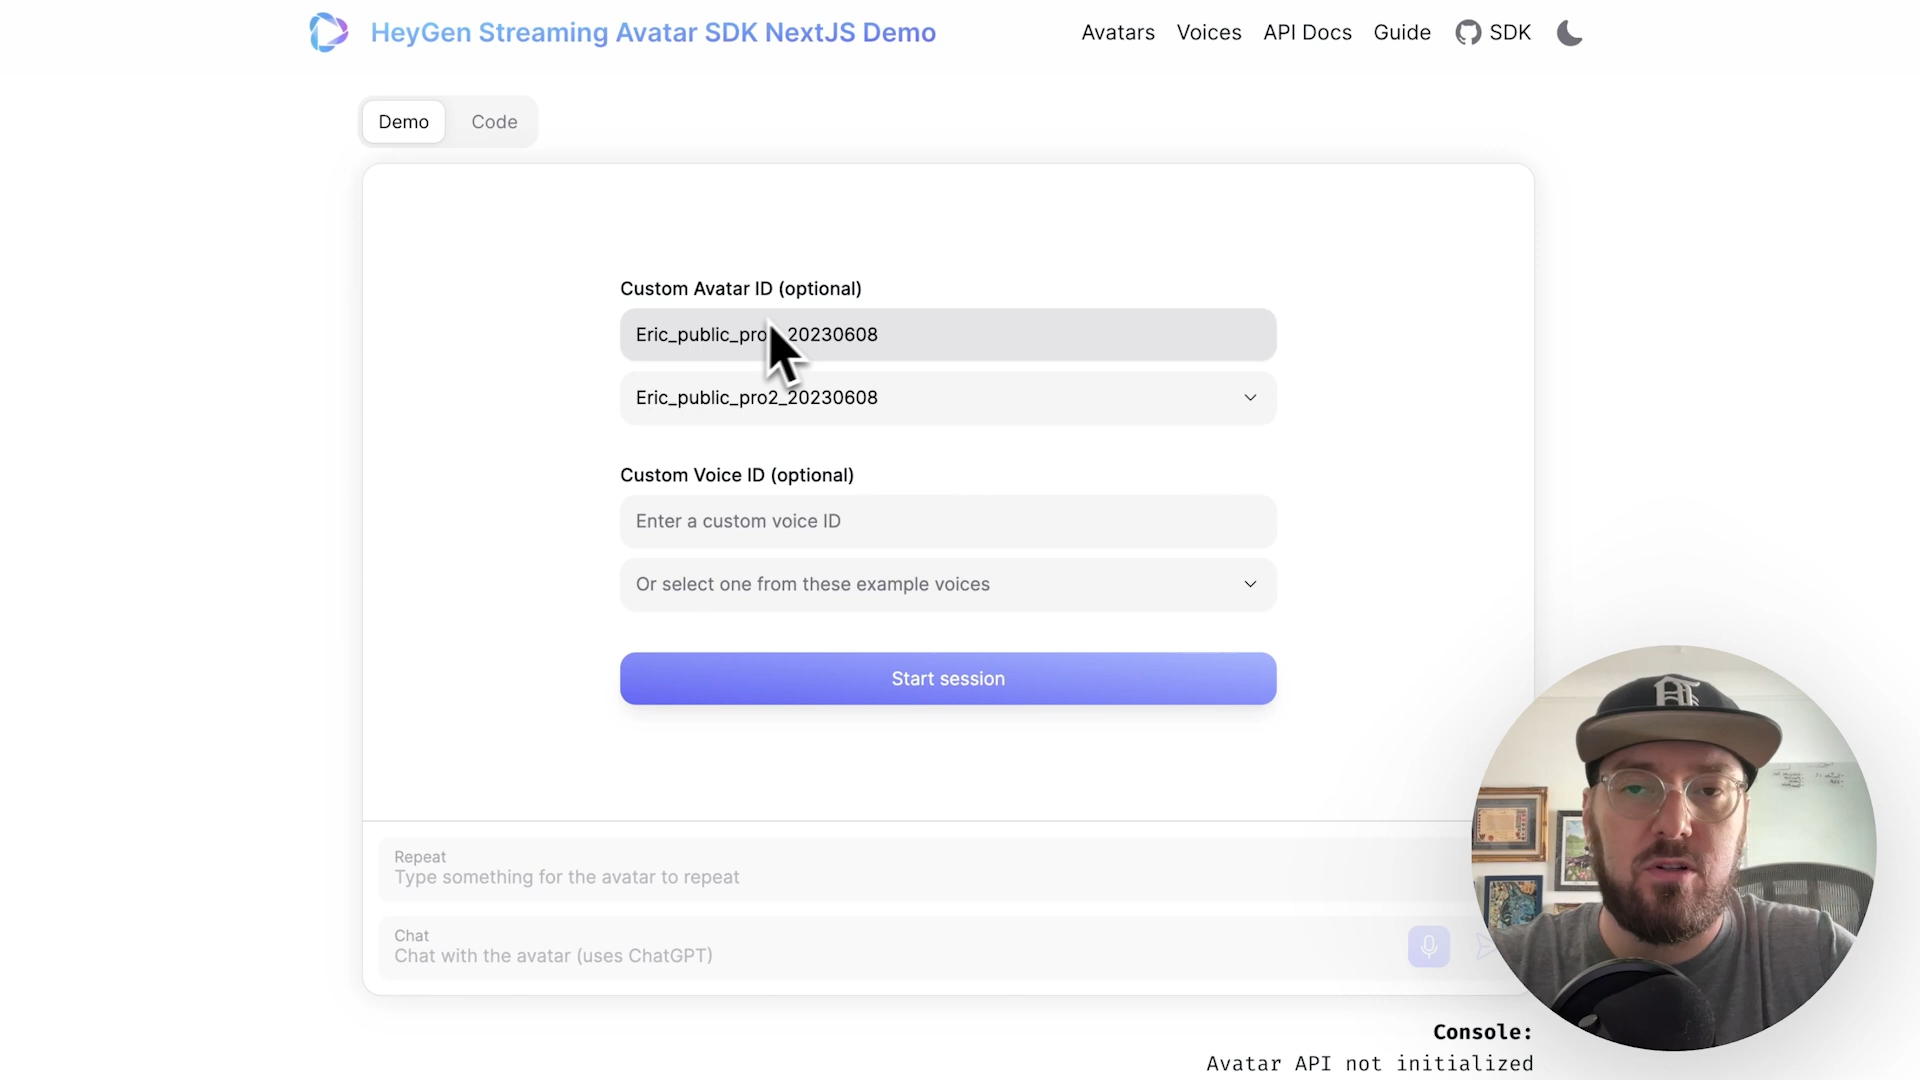 HeyGen Streaming Avatar SDK NextJS Demo
Avatars Voices API Docs Guide SDK
Demo Code
Custom Avatar ID (optional)
Eric_public_pro _20230608
Eric_public_pro2_20230608
Custom Voice ID (optional)
Enter a custom voice ID
Or select one from these example voices
Start session
Repeat
Type something for the avatar to repeat
Chat
Chat with the avatar (uses ChatGPT)
Console:
Avatar API not initialized